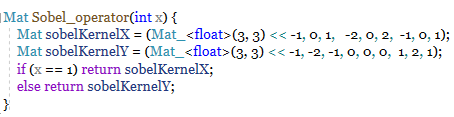 Mat Sobel_operator(int x) {
Mat sobelKernelX = (Mat_<float>(3, 3) << -1, 0, 1, -2, 0, 2, -1, 0, 1);
Mat sobelKernelY = (Mat_<float>(3, 3) << -1, -2, -1, 0, 0, 0, 1, 2, 1);
if (x == 1) return sobelKernelX;
else return sobelKernelY;
}